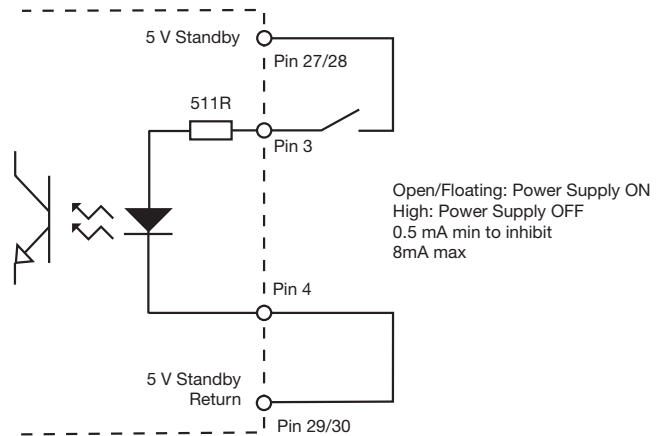 5 V Standby
Pin 27/28
511R
Pin 3
Open/Floating: Power Supply ON
High: Power Supply OFF
0.5 mA min to inhibit
8mA max
Pin 4
5 V Standby
Return
Pin 29/30